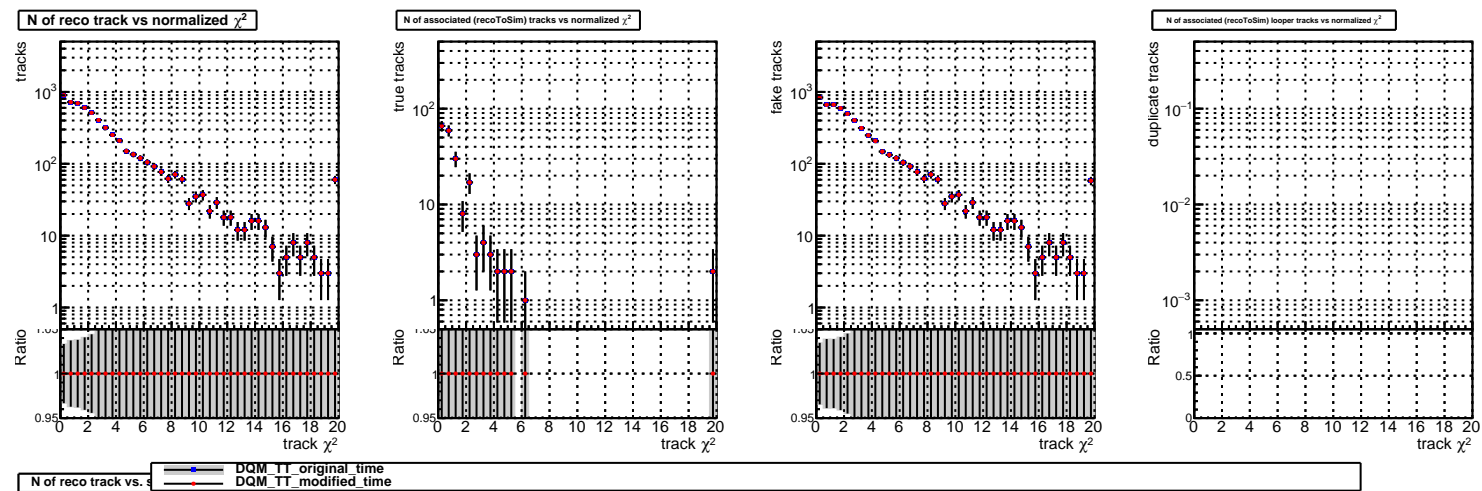 N of reco track vs normalized χ²
tracks
10³
10²
10
1
Ratio
1.05
1
0.95
0 2 4 6 8 10 12 14 16 18 20
track χ²
N of associated (recoToSim) tracks vs normalized χ²
true tracks
10²
10
1
Ratio
1.05
1
0.95
0 2 4 6 8 10 12 14 16 18 20
track χ²
fake tracks
10³
10²
10
1
Ratio
1.05
1
0.95
0 2 4 6 8 10 12 14 16 18 20
track χ²
N of associated (recoToSim) looper tracks vs normalized χ²
duplicate tracks
10⁻¹
10⁻²
10⁻³
Ratio
1
0.5
0
0 2 4 6 8 10 12 14 16 18 20
track χ²
N of reco track vs. s
DQM_TT_original_time
DQM_TT_modified_time